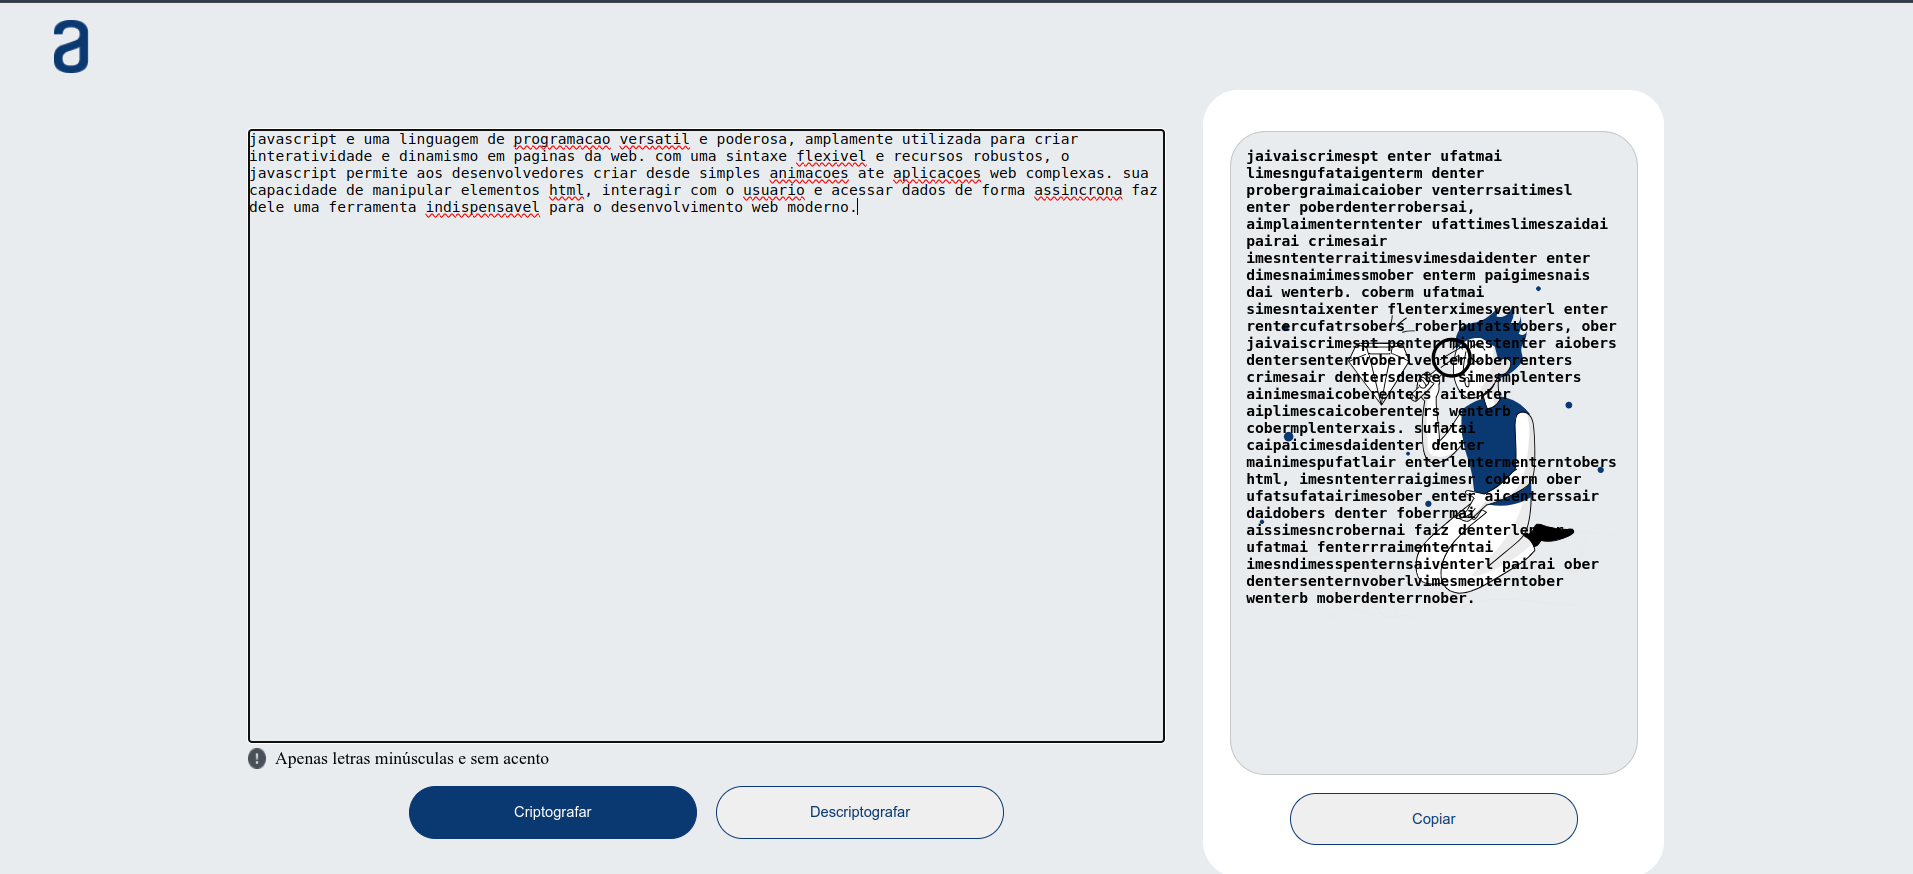 a
javascript e uma linguagem de programacao versatil e poderosa, amplamente utilizada para criar
interatividade e dinamismo em paginas da web. com uma sintaxe flexivel e recursos robustos, o
javascript permite aos desenvolvedores criar desde simples animacoes ate aplicacoes web complexas. sua
capacidade de manipular elementos html, interagir com o usuario e acessar dados de forma assincrona faz
dele uma ferramenta indispensavel para o desenvolvimento web moderno.
Apenas letras minúsculas e sem acento
Criptografar
Descriptografar
jaivaiscrimespt enter ufatmai
limesngufataigenterm denter
probergraimaicaiober venterrsaitimesl
enter poberdenterrobersai,
aimplaimenterntenter ufattimeslimeszaidai
pairai crimesair
imesntenterraitimesvimesdaidenter enter
dimesnaimimessmober enterm paigimesnais
dai wenterb. coberm ufatmai
simesntaixenter flenterximesventerl enter
rentercufatrsobers roberbufatstobers, ober
jaivaiscrimespt penterrmimestenter aiobers
dentersenternvoberlventerdoberrenters
crimesair dentersdenter simesmplenters
ainimesmaicoberenters aitenter
aiplimescaicoberenters wenterb
cobermplenterxais. sufatai
caipaicimesdaidenter denter
mainimespufatlair enterlentermenterntobers
html, imesntenterraigimesr coberm ober
ufatsufatairimesober enter aicenterssair
daidobers denter foberrmai
aissimesncrobernai faiz denterlenter
ufatmai fenterrraimenterntai
imesndimesspenternsaiventerl pairai ober
dentersenternvoberlvimesmenterntober
wenterb moberdenterrnober.
Copiar